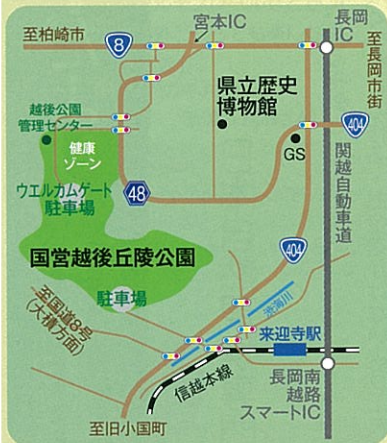 宮本IC
長岡
IC
至柏崎市
8
至長岡市街
県立歴史
博物館
404
越後公園
管理センター
健康
ゾーン
GS
関越自動車道
ウエルカムゲート
駐車場
48
404
国営越後丘陵公園
駐車場
至国道8号
(大積方面)
渋海川
来迎寺駅
信越本線
長岡南
越路
スマートIC
至旧小国町